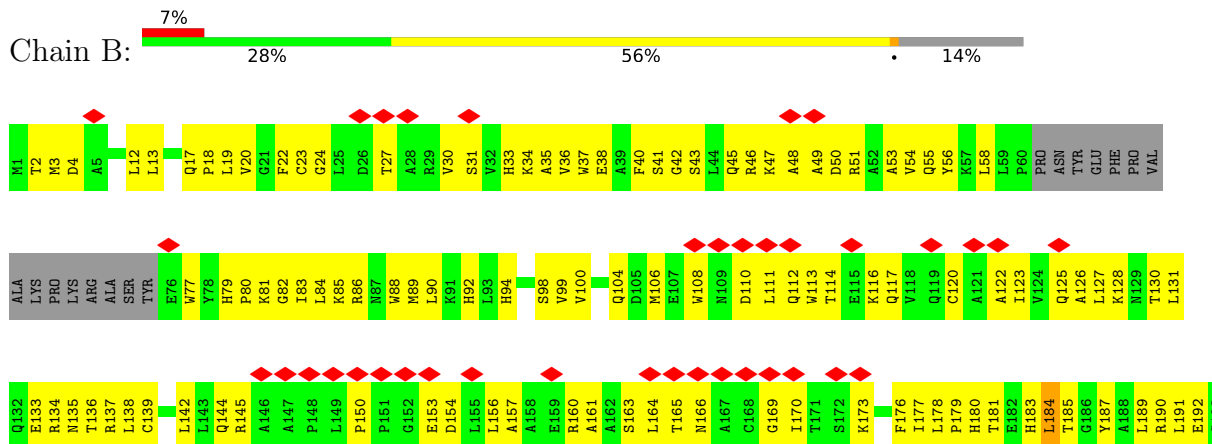 7%
Chain B:
28% 56% • 14%
M1 T2 M3 D4 A5 L12 L13 Q17 P18 L19 V20 G21 F22 C23 G24 L25 D26 T27 A28 R29 V30 S31 V32 H33 K34 A35 V36 W37 E38 A39 F40 S41 G42 S43 L44 Q45 R46 K47 A48 A49 D50 R51 A52 A53 V54 Q55 Y56 K57 L58 L59 P60 PRO ASN TYR GLU PHE PRO VAL
ALA LYS PRO LYS ARG ALA SER TYR E76 W77 Y78 H79 P80 K81 G82 I83 L84 K85 R86 N87 W88 M89 L90 K91 H92 L93 H94 S98 V99 V100 Q104 D105 M106 E107 W108 N109 D110 L111 Q112 W113 T114 E115 K116 Q117 V118 Q119 C120 A121 A122 I123 V124 Q125 A126 L127 K128 N129 T130 L131
Q132 E133 R134 N135 T136 R137 L138 C139 L142 L143 Q144 R145 A146 A147 P148 L149 P150 P151 G152 E153 D154 L155 L156 A157 A158 E159 R160 A161 A162 S163 L164 T165 N166 A167 C168 G169 I170 T171 S172 K173 F176 I177 L178 P179 H180 T181 E182 H183 L184 T185 G186 Y187 A188 L189 R190 L191 E192